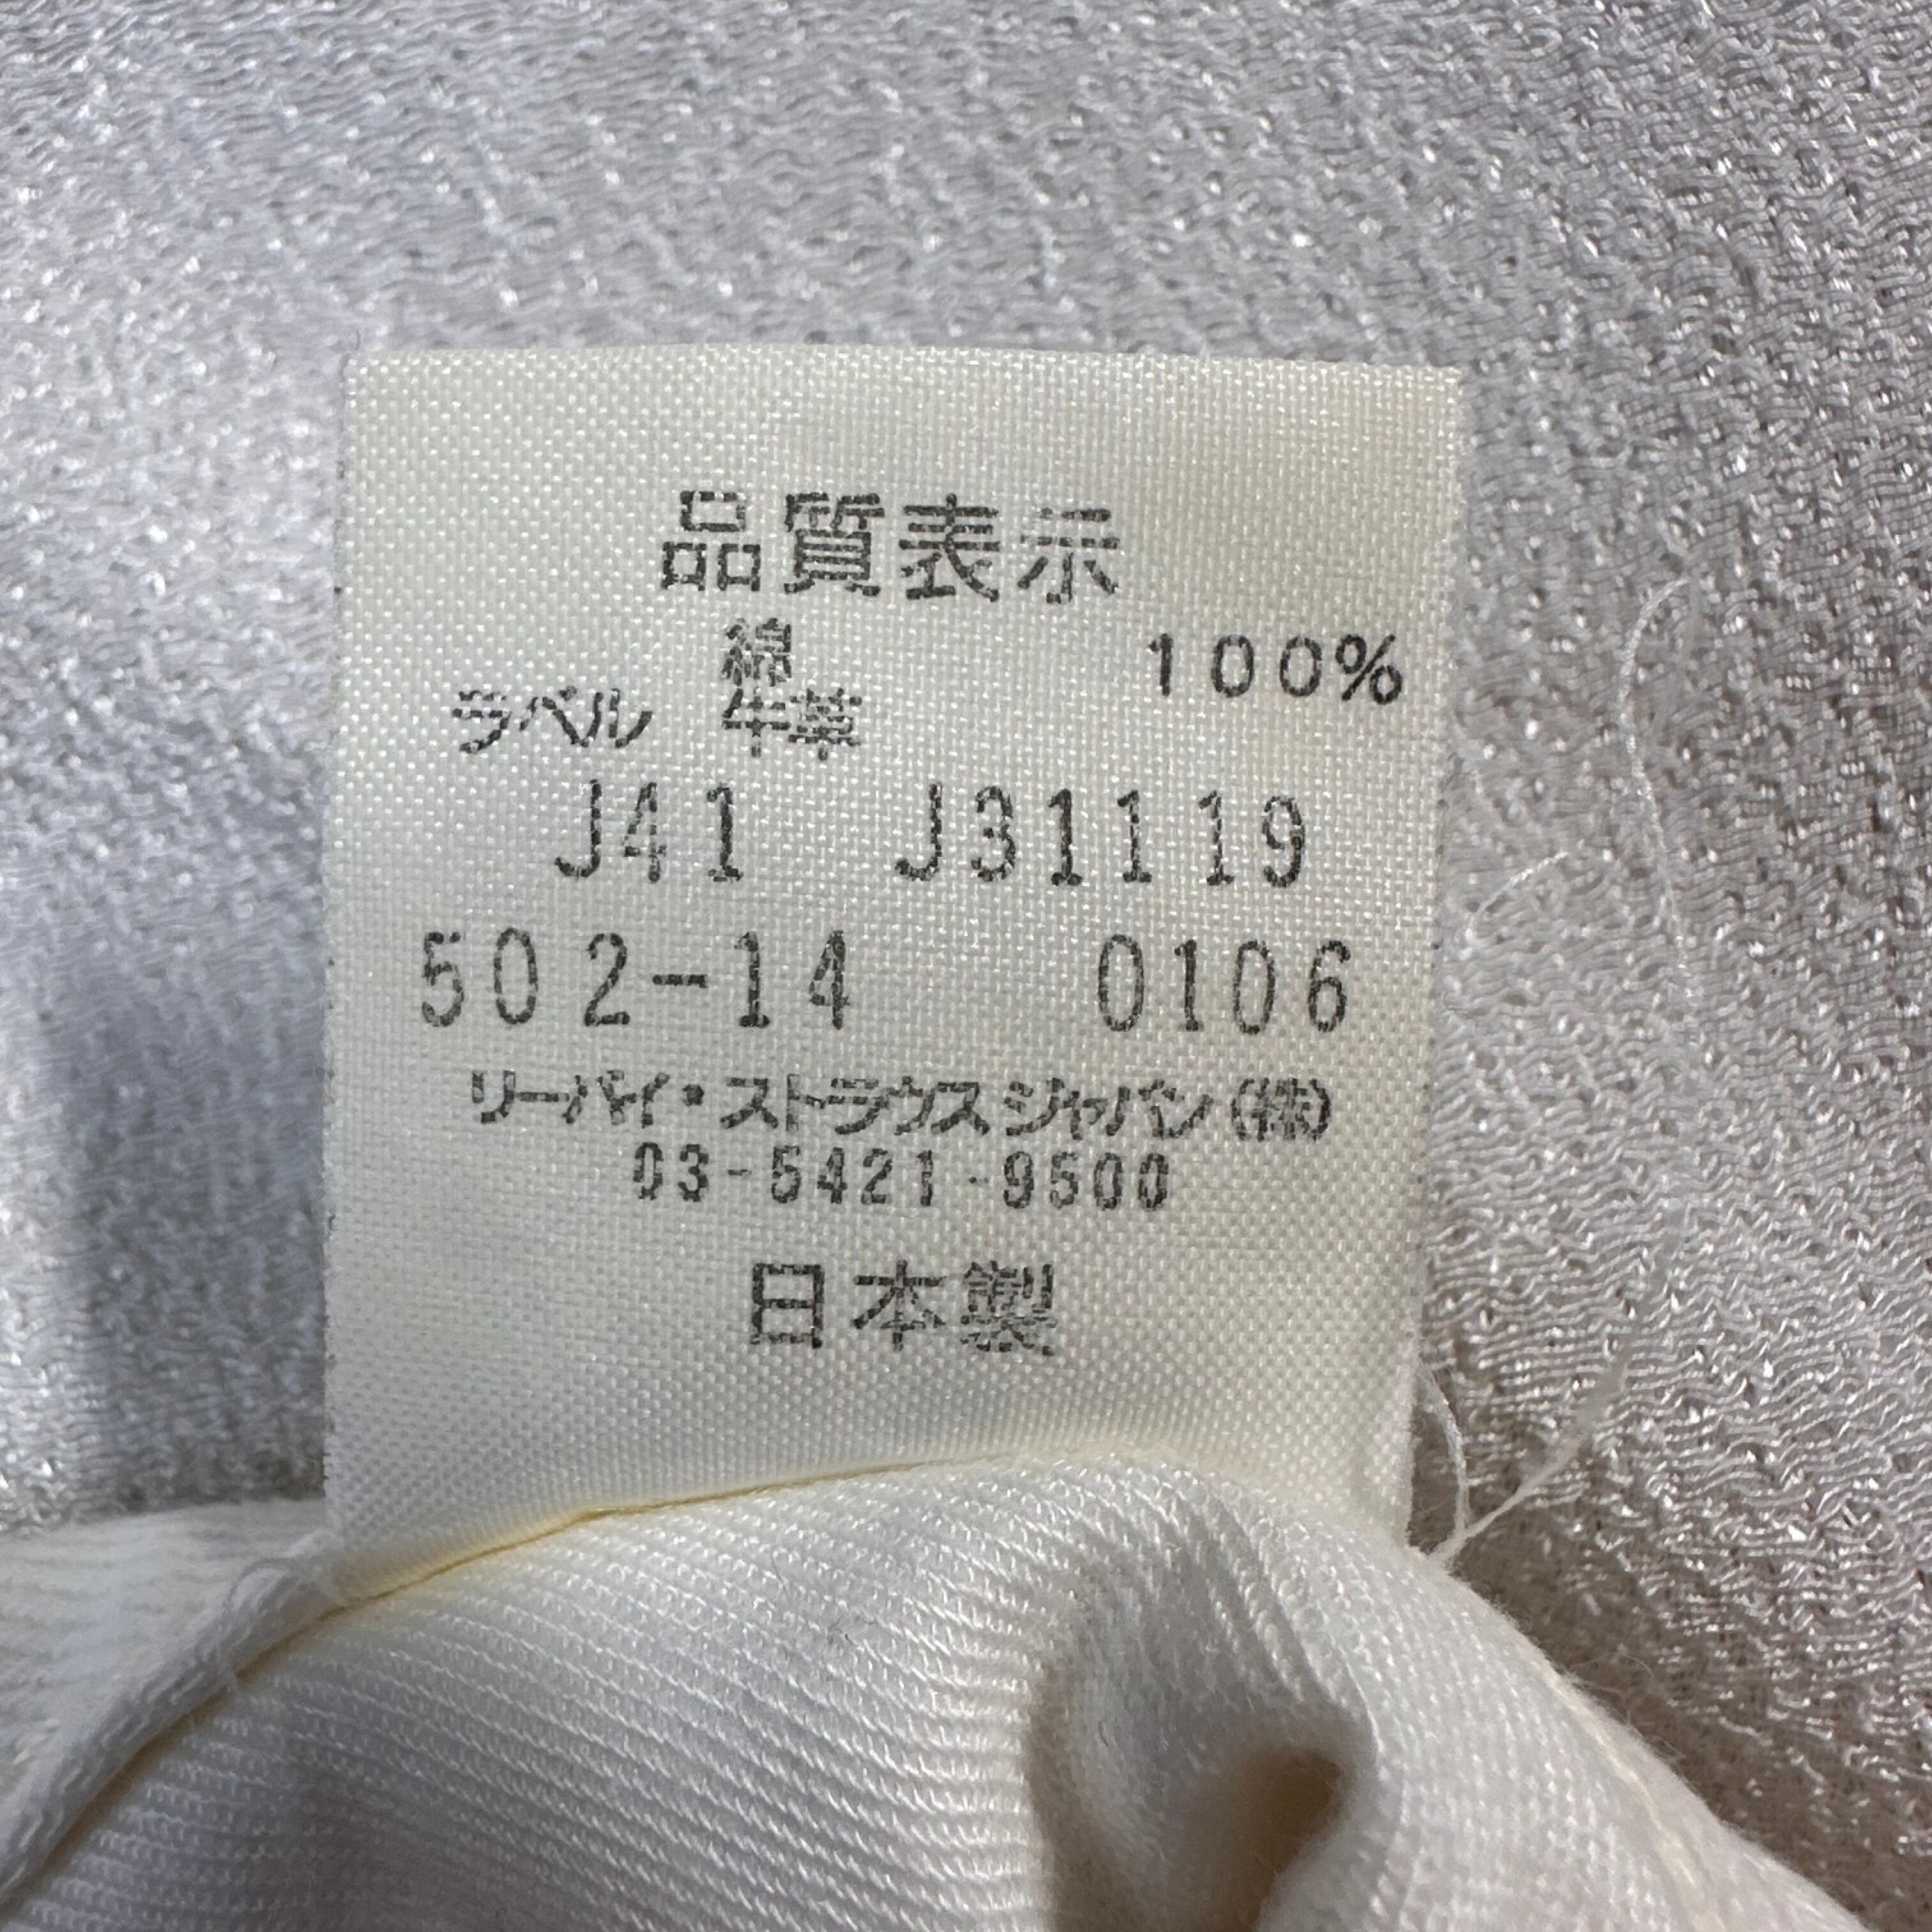 品質表示
綿 100%
ラベル 牛革
J41 J31119
502-14 0106
リーバイ・ストラウスジャパン(株)
03-5421-9500
日本製